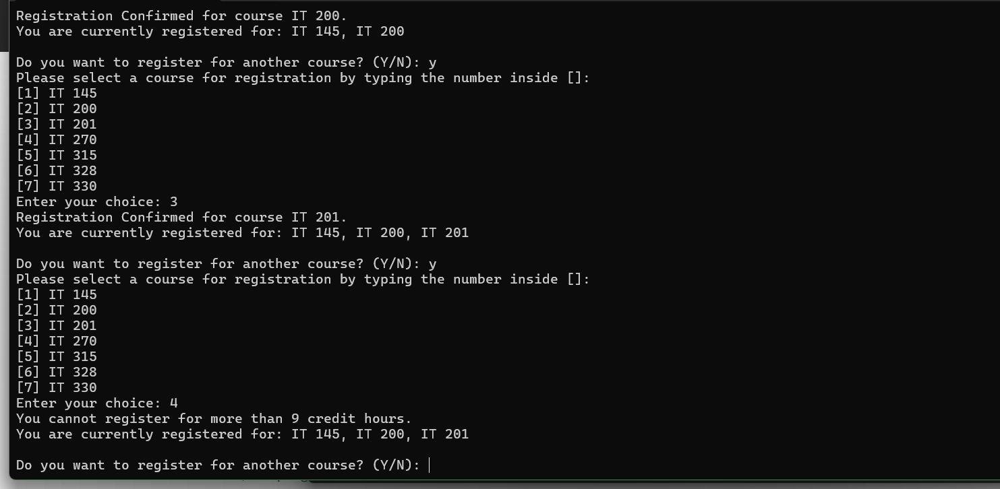 Registration Confirmed for course IT 200.
You are currently registered for: IT 145, IT 200
Do you want to register for another course? (Y/N): y
Please select a course for registration by typing the number inside []:
[1] IT 145
[2] IT 200
[3] IT 201
[4] IT 270
[5] IT 315
[6] IT 328
[7] IT 330
Enter your choice: 3
Registration Confirmed for course IT 201.
You are currently registered for: IT 145, IT 200, IT 201
Do you want to register for another course? (Y/N): y
Please select a course for registration by typing the number inside []:
[1] IT 145
[2] IT 200
[3] IT 201
[4] IT 270
[5] IT 315
[6] IT 328
[7] IT 330
Enter your choice: 4
You cannot register for more than 9 credit hours.
You are currently registered for: IT 145, IT 200, IT 201
Do you want to register for another course? (Y/N):